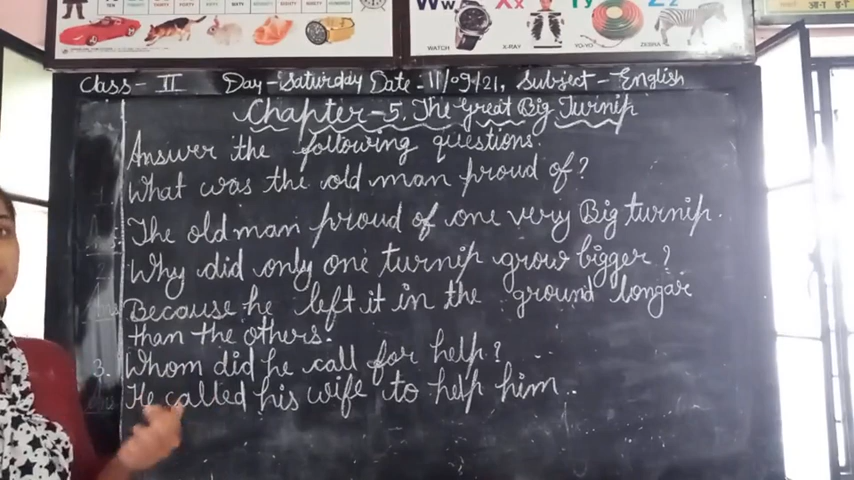 WATCH X-RAY YO-YO ZEBRA
Ww Xx Yy Zz
Class- II Day-Saturday Date-11/09/21, Subject-English
Chapter-5. The Great Big Turnip
Answer the following questions.
What was the old man proud of?
The old man proud of one very Big turnip.
Why did only one turnip grow bigger?
Because he left it in the ground longar
than the others.
3. Whom did he call for help?
He called his wife to help him.